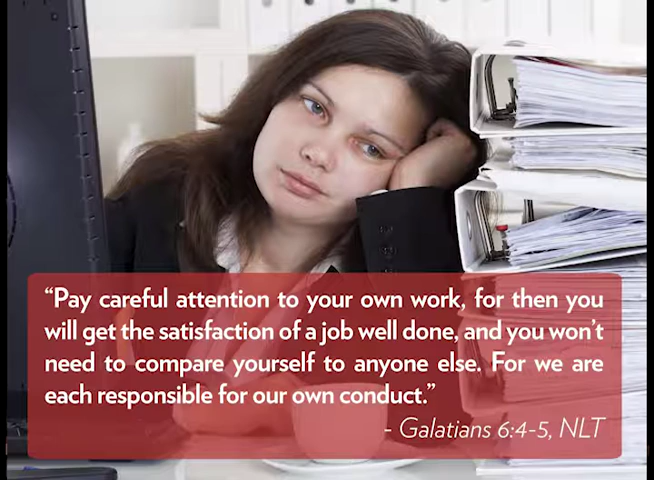 “Pay careful attention to your own work, for then you
will get the satisfaction of a job well done, and you won’t
need to compare yourself to anyone else. For we are
each responsible for our own conduct.”
- Galatians 6:4-5, NLT